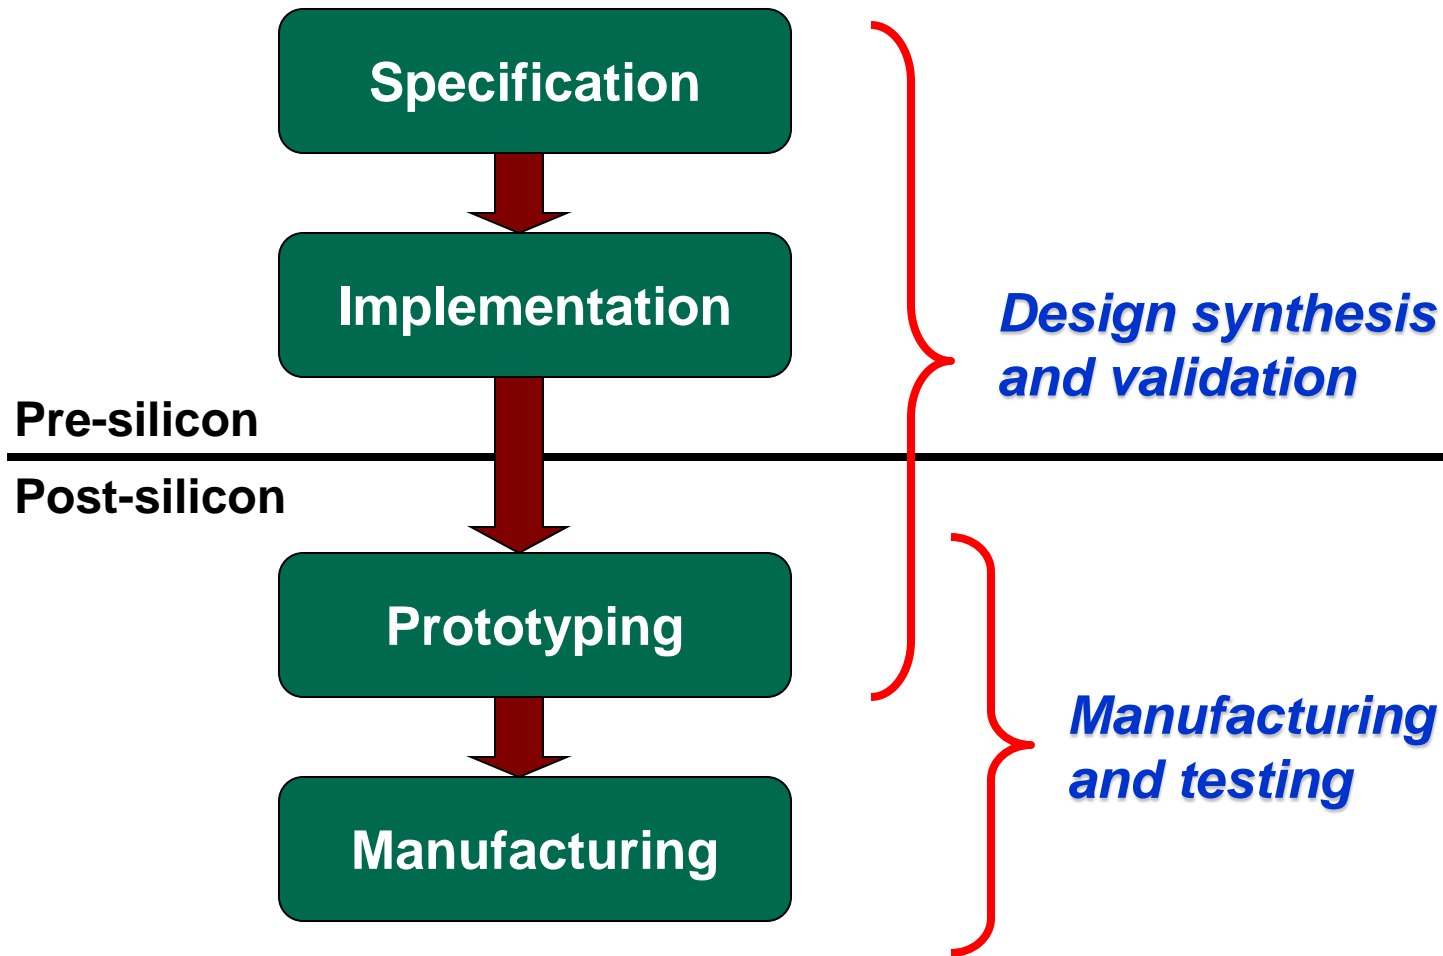 Specification
Implementation
Design synthesis
and validation
Pre-silicon
Post-silicon
Prototyping
Manufacturing
and testing
Manufacturing